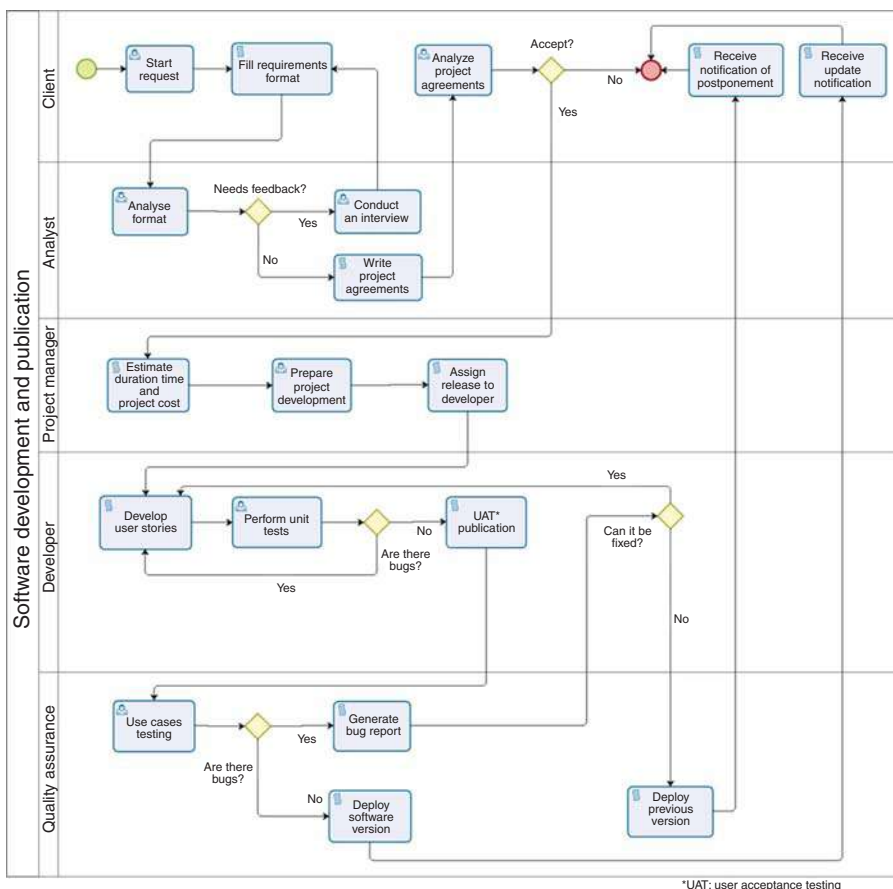 Software development and publication
Client
Start
request
Fill requirements
format
Analyze
project
agreements
Accept?
No
Yes
Receive
notification of
postponement
Receive
update
notification
Analyst
Analyse
format
Needs feedback?
Yes
No
Conduct
an interview
Write
project
agreements
Project manager
Estimate
duration time
and
project cost
Prepare
project
development
Assign
release to
developer
Developer
Develop
user stories
Perform unit
tests
No
Are there
bugs?
Yes
UAT*
publication
Yes
Can it be
fixed?
No
Quality assurance
Use cases
testing
Yes
Are there
bugs?
No
Generate
bug report
Deploy
software
version
Deploy
previous
version
*UAT: user acceptance testing